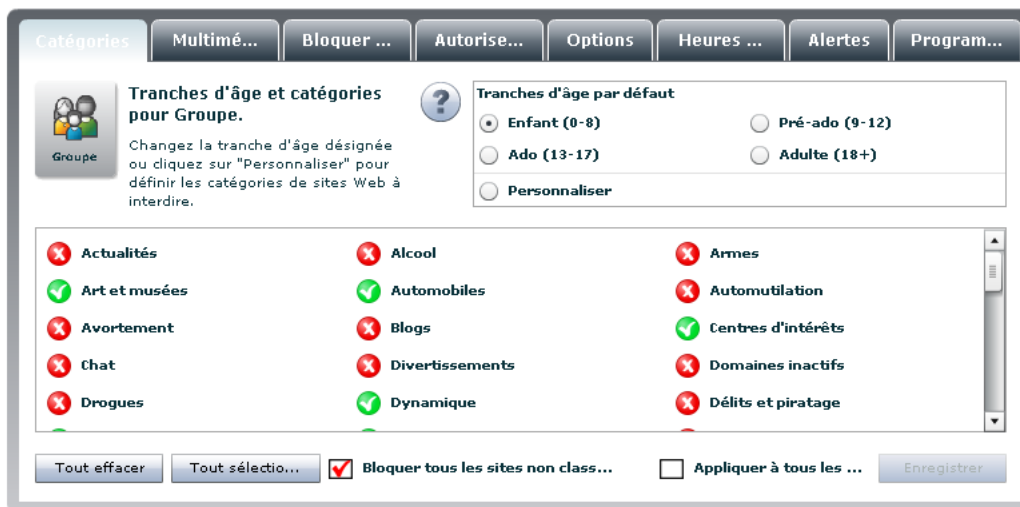 Catégories Multimé... Bloquer ... Autorise... Options Heures ... Alertes Program...
Tranches d'âge et catégories
pour Groupe.
Changez la tranche d'âge désignée
ou cliquez sur "Personnaliser" pour
définir les catégories de sites Web à
interdire.
Groupe
?
Tranches d'âge par défaut
Enfant (0-8) Pré-ado (9-12)
Ado (13-17) Adulte (18+)
Personnaliser
Actualités Alcool Armes
Art et musées Automobiles Automutilation
Avortement Blogs Centres d'intérêts
Chat Divertissements Domaines inactifs
Drogues Dynamique Délits et piratage
Tout effacer Tout sélectio... Bloquer tous les sites non class... Appliquer à tous les ... Enregistrer